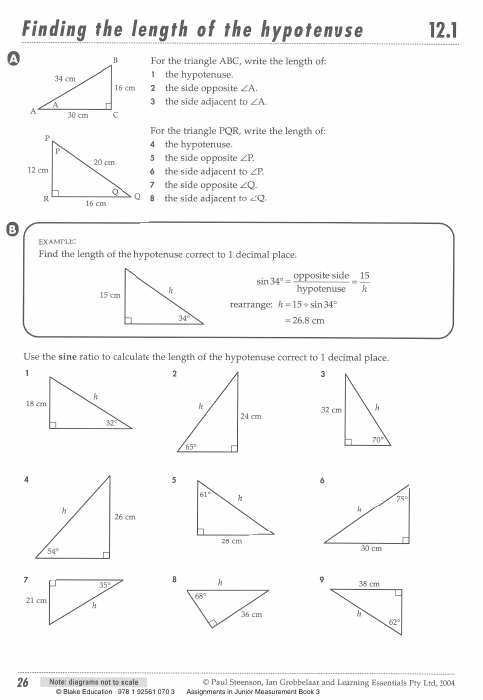 Finding the length of the hypotenuse 12.1
A
For the triangle ABC, write the length of:
1 the hypotenuse.
2 the side opposite ∠A.
3 the side adjacent to ∠A.
B
34 cm
16 cm
A
A
30 cm
C
For the triangle PQR, write the length of:
4 the hypotenuse.
5 the side opposite ∠P.
6 the side adjacent to ∠P.
7 the side opposite ∠Q.
8 the side adjacent to ∠Q.
P
P
20 cm
12 cm
R
Q
Q
16 cm
B
EXAMPLE:
Find the length of the hypotenuse correct to 1 decimal place.
15 cm
h
34°
sin 34° = opposite side / hypotenuse = 15 / h
rearrange: h = 15 ÷ sin 34°
= 26.8 cm
Use the sine ratio to calculate the length of the hypotenuse correct to 1 decimal place.
1
18 cm
h
32°
2
h
24 cm
65°
3
32 cm
h
70°
4
h
26 cm
54°
5
61°
h
28 cm
6
75°
h
30 cm
7
35°
21 cm
h
8
h
68°
36 cm
9
38 cm
h
62°
26 Note: diagrams not to scale © Paul Steenson, Ian Grobbelaar and Learning Essentials Pty Ltd, 2004
© Blake Education 978 1 92561 070 3 Assignments in Junior Measurement Book 3